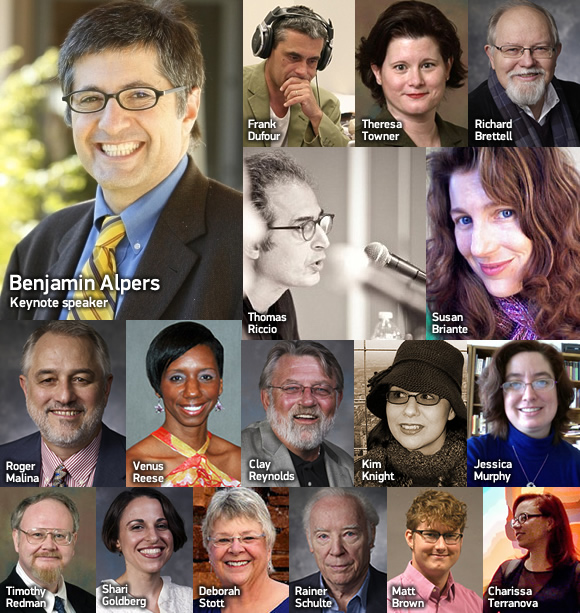 Frank
Dufour
Theresa
Towner
Richard
Brettell
Benjamin Alpers
Keynote speaker
Thomas
Riccio
Susan
Briante
Roger
Malina
Venus
Reese
Clay
Reynolds
Kim
Knight
Jessica
Murphy
Timothy
Redman
Shari
Goldberg
Deborah
Stott
Rainer
Schulte
Matt
Brown
Charissa
Terranova